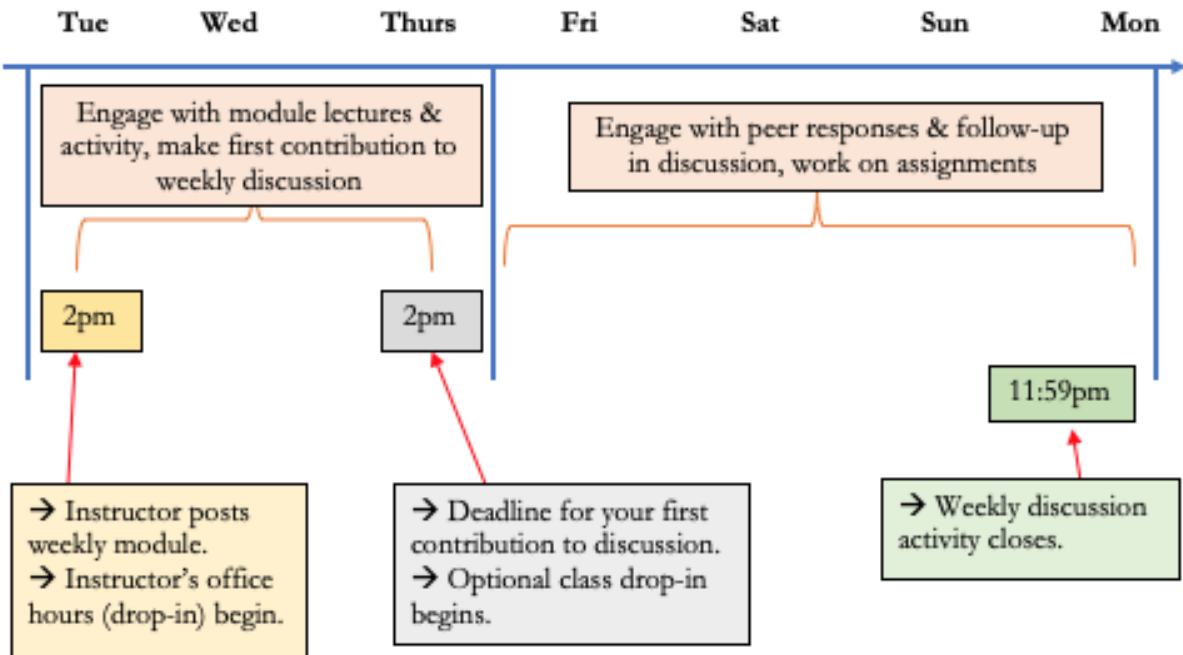 Tue Wed Thurs Fri Sat Sun Mon
Engage with module lectures &
activity, make first contribution to
weekly discussion
Engage with peer responses & follow-up
in discussion, work on assignments
2pm
2pm
11:59pm
→ Instructor posts
weekly module.
→ Instructor's office
hours (drop-in) begin.
→ Deadline for your first
contribution to discussion.
→ Optional class drop-in
begins.
→ Weekly discussion
activity closes.